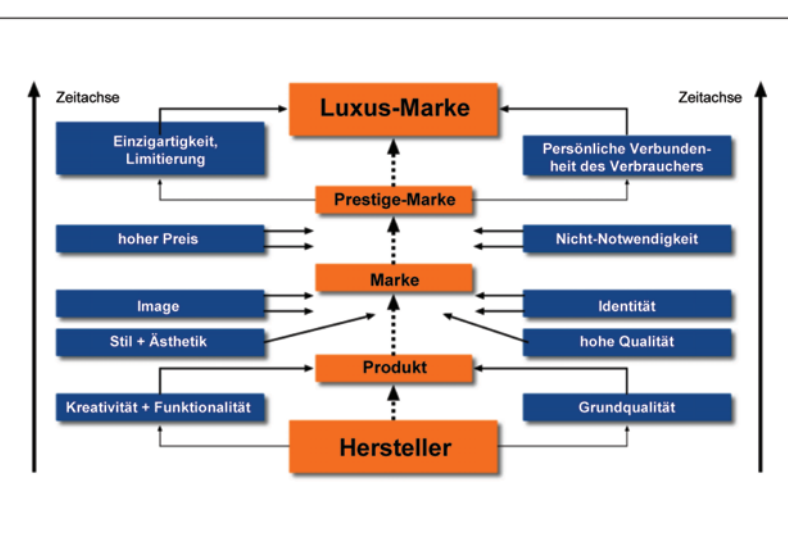 Zeitachse
Luxus-Marke
Zeitachse
Einzigartigkeit,
Limitierung
Persönliche Verbunden-
heit des Verbrauchers
Prestige-Marke
hoher Preis
Nicht-Notwendigkeit
Marke
Image
Identität
Stil + Ästhetik
hohe Qualität
Produkt
Kreativität + Funktionalität
Grundqualität
Hersteller